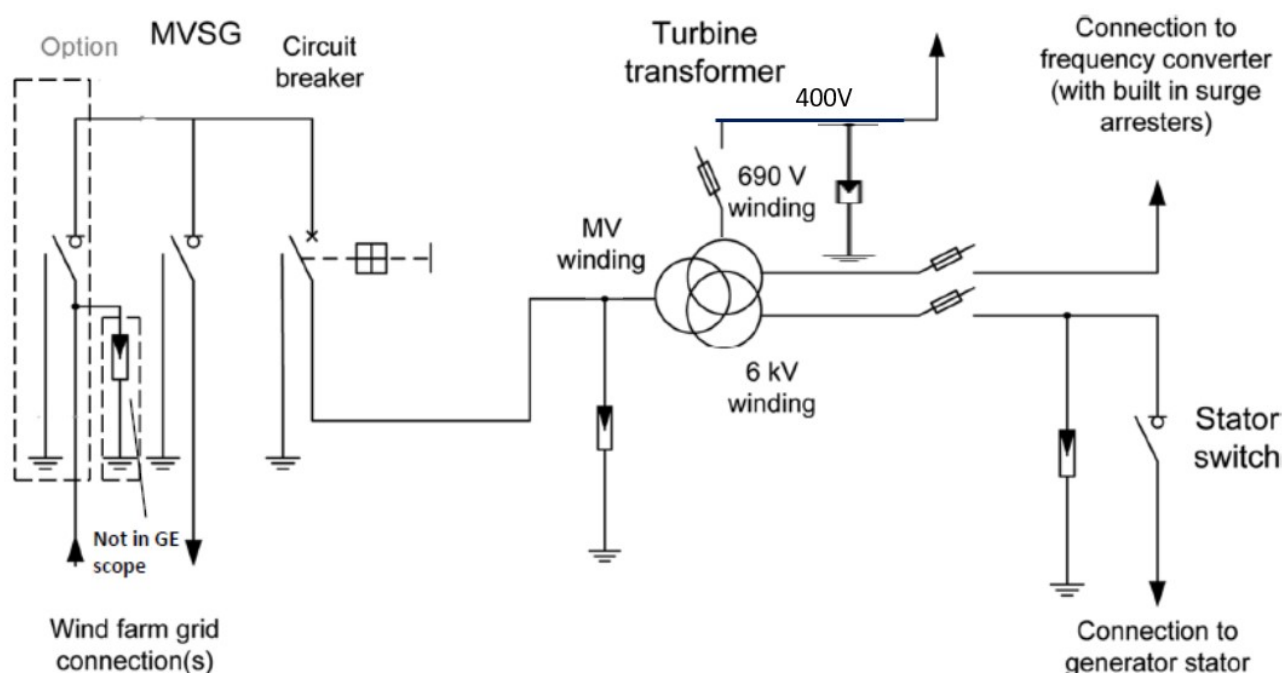 Option
MVSG
Circuit
breaker
Turbine
transformer
400V
Connection to
frequency converter
(with built in surge
arresters)
690 V
winding
MV
winding
6 kV
winding
Stator
switch
Not in GE
scope
Wind farm grid
connection(s)
Connection to
generator stator